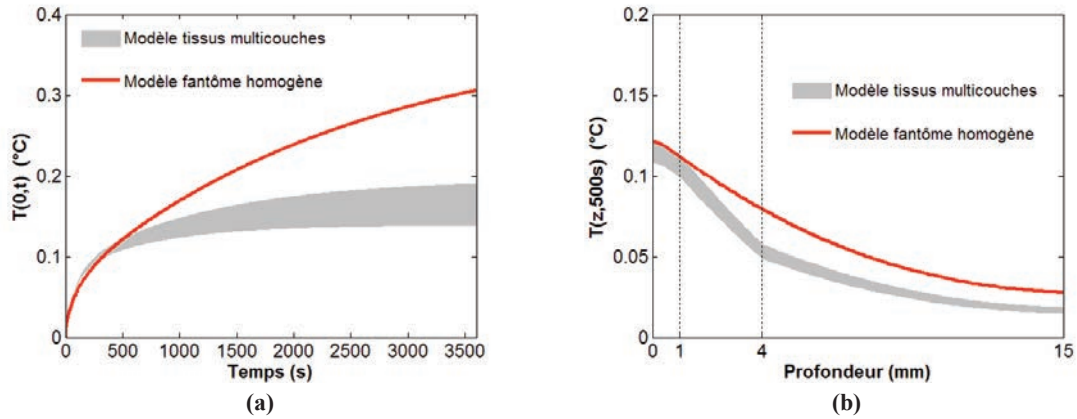 0.4
0.3
0.2
0.1
0
T(0,t) (°C)
Modèle tissus multicouches
Modèle fantôme homogène
0 500 1000 1500 2000 2500 3000 3500
Temps (s)
(a)
0.2
0.15
0.1
0.05
0
T(z,500s) (°C)
Modèle tissus multicouches
Modèle fantôme homogène
0 1 4 15
Profondeur (mm)
(b)